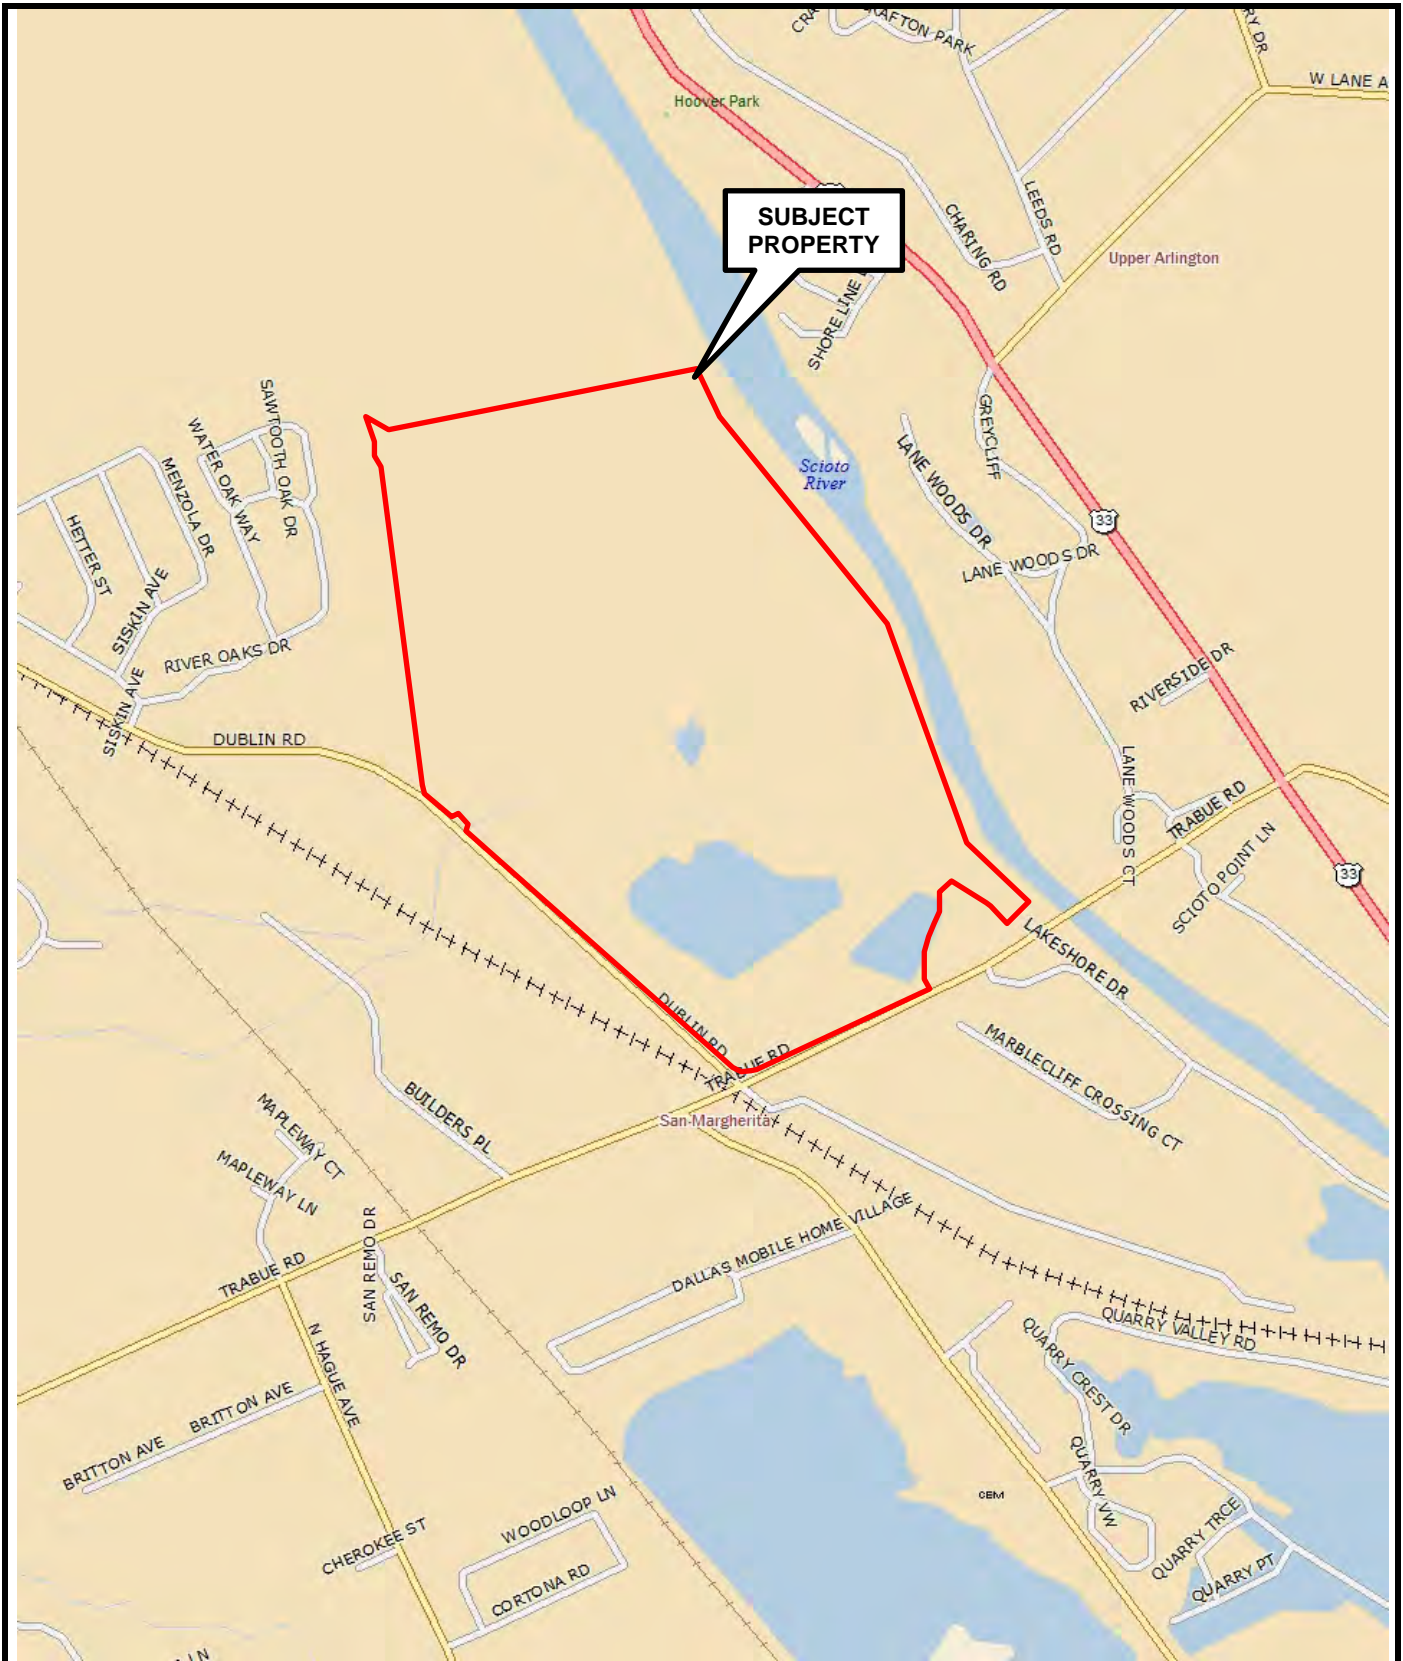 CRAFTON PARK
RY DR
W LANE A
Hoover Park
SUBJECT
PROPERTY
LEEDS RD
CHARING RD
Upper Arlington
SHORE LINE
SAWTOOTH OAK DR
WATER OAK WAY
MENZOLA DR
HETTER ST
SISKIN AVE
RIVER OAKS DR
SISKIN AVE
DUBLIN RD
Scioto
River
GREYCLIFF
LANE WOODS DR
LANE WOODS DR
33
RIVERSIDE DR
LANE WOODS CT
TRABUE RD
SCIOTO POINT LN
33
LAKESHORE DR
DUBLIN RD
TRABUE RD
MARBLECLIFF CROSSING CT
San Margherita
BUILDERS PL
MAPLEWAY CT
MAPLEWAY LN
SAN REMO DR
TRABUE RD
SAN REMO DR
DALLAS MOBILE HOME VILLAGE
N HAGUE AVE
BRITTON AVE
BRITTON AVE
QUARRY VALLEY RD
QUARRY CREST DR
QUARRY VW
CEM
QUARRY TRCE
QUARRY PT
WOODLOOP LN
CHEROKEE ST
CORTONA RD
LN